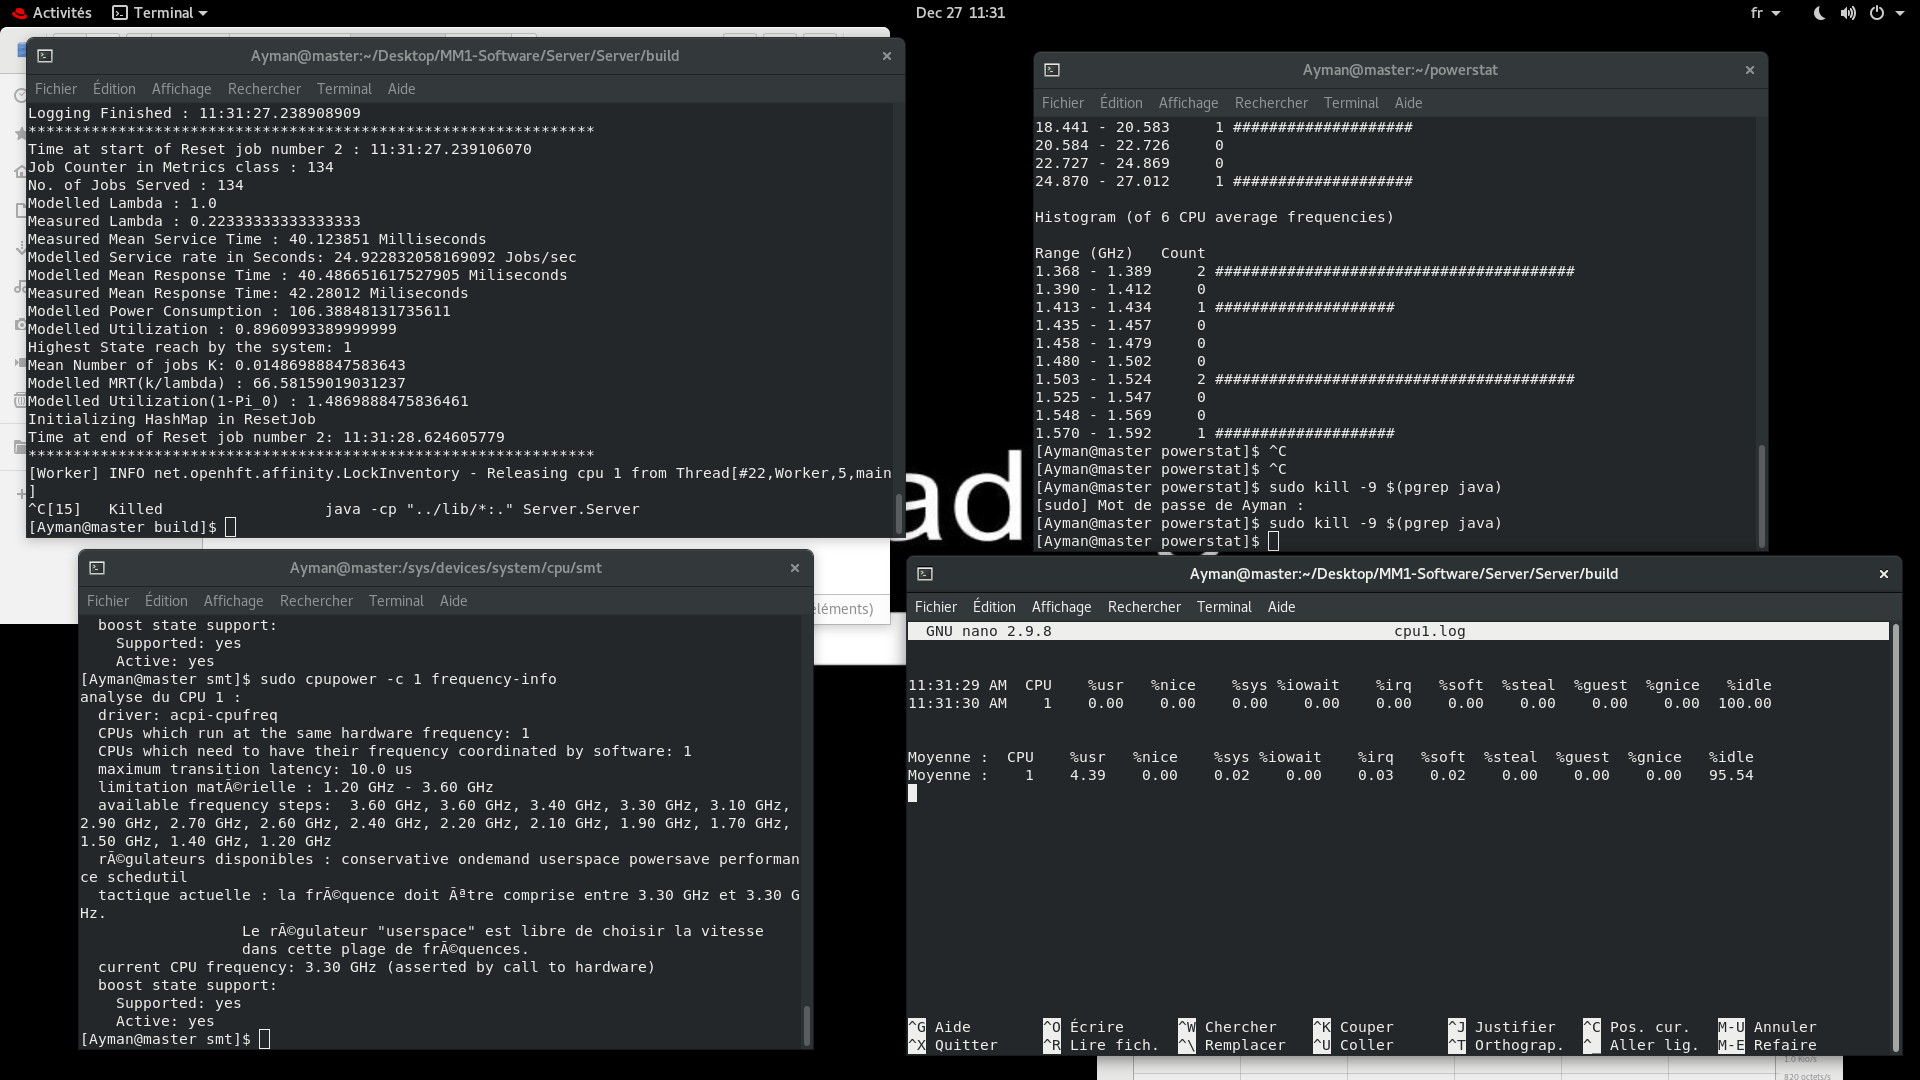 Activités Terminal Dec 27 11:31 fr
Ayman@master:~/Desktop/MM1-Software/Server/Server/build
Fichier Édition Affichage Rechercher Terminal Aide
Logging Finished : 11:31:27.238908909
***************************************************************
Time at start of Reset job number 2 : 11:31:27.239106070
Job Counter in Metrics class : 134
No. of Jobs Served : 134
Modelled Lambda : 1.0
Measured Lambda : 0.22333333333333333
Measured Mean Service Time : 40.123851 Milliseconds
Modelled Service rate in Seconds: 24.922832058169092 Jobs/sec
Modelled Mean Response Time : 40.486651617527905 Miliseconds
Measured Mean Response Time: 42.28012 Miliseconds
Modelled Power Consumption : 106.38848131735611
Modelled Utilization : 0.8960993389999999
Highest State reach by the system: 1
Mean Number of jobs K: 0.01486988847583643
Modelled MRT(k/lambda) : 66.58159019031237
Modelled Utilization(1-Pi_0) : 1.4869888475836461
Initializing HashMap in ResetJob
Time at end of Reset job number 2: 11:31:28.624605779
***************************************************************
[Worker] INFO net.openhft.affinity.LockInventory - Releasing cpu 1 from Thread[#22,Worker,5,main
]
^C[15]   Killed                  java -cp "../lib/*:." Server.Server
[Ayman@master build]$
Ayman@master:~/powerstat
Fichier Édition Affichage Rechercher Terminal Aide
18.441 - 20.583     1 ####################
20.584 - 22.726     0
22.727 - 24.869     0
24.870 - 27.012     1 ####################
Histogram (of 6 CPU average frequencies)
Range (GHz)   Count
1.368 - 1.389     2 ########################################
1.390 - 1.412     0
1.413 - 1.434     1 ####################
1.435 - 1.457     0
1.458 - 1.479     0
1.480 - 1.502     0
1.503 - 1.524     2 ########################################
1.525 - 1.547     0
1.548 - 1.569     0
1.570 - 1.592     1 ####################
[Ayman@master powerstat]$ ^C
[Ayman@master powerstat]$ ^C
[Ayman@master powerstat]$ sudo kill -9 $(pgrep java)
[sudo] Mot de passe de Ayman :
[Ayman@master powerstat]$ sudo kill -9 $(pgrep java)
[Ayman@master powerstat]$
ad
Ayman@master:/sys/devices/system/cpu/smt
Fichier Édition Affichage Rechercher Terminal Aide
boost state support:
Supported: yes
Active: yes
[Ayman@master smt]$ sudo cpupower -c 1 frequency-info
analyse du CPU 1 :
driver: acpi-cpufreq
CPUs which run at the same hardware frequency: 1
CPUs which need to have their frequency coordinated by software: 1
maximum transition latency: 10.0 us
limitation matÃ©rielle : 1.20 GHz - 3.60 GHz
available frequency steps:  3.60 GHz, 3.60 GHz, 3.40 GHz, 3.30 GHz, 3.10 GHz,
2.90 GHz, 2.70 GHz, 2.60 GHz, 2.40 GHz, 2.20 GHz, 2.10 GHz, 1.90 GHz, 1.70 GHz,
1.50 GHz, 1.40 GHz, 1.20 GHz
rÃ©gulateurs disponibles : conservative ondemand userspace powersave performan
ce schedutil
tactique actuelle : la frÃ©quence doit Ãªtre comprise entre 3.30 GHz et 3.30 G
Hz.
Le rÃ©gulateur "userspace" est libre de choisir la vitesse
dans cette plage de frÃ©quences.
current CPU frequency: 3.30 GHz (asserted by call to hardware)
boost state support:
Supported: yes
Active: yes
[Ayman@master smt]$
éléments)
Ayman@master:~/Desktop/MM1-Software/Server/Server/build
Fichier Édition Affichage Rechercher Terminal Aide
GNU nano 2.9.8 cpu1.log
11:31:29 AM  CPU    %usr   %nice    %sys %iowait    %irq   %soft  %steal  %guest  %gnice   %idle
11:31:30 AM    1    0.00    0.00    0.00    0.00    0.00    0.00    0.00    0.00    0.00  100.00
Moyenne :  CPU    %usr   %nice    %sys %iowait    %irq   %soft  %steal  %guest  %gnice   %idle
Moyenne :    1    4.39    0.00    0.02    0.00    0.03    0.02    0.00    0.00    0.00   95.54
^G Aide ^O Écrire ^W Chercher ^K Couper ^J Justifier ^C Pos. cur. M-U Annuler
^X Quitter ^R Lire fich. ^\ Remplacer ^U Coller ^T Orthograp. ^_ Aller lig. M-E Refaire
1.0 Kio/s
820 octets/s